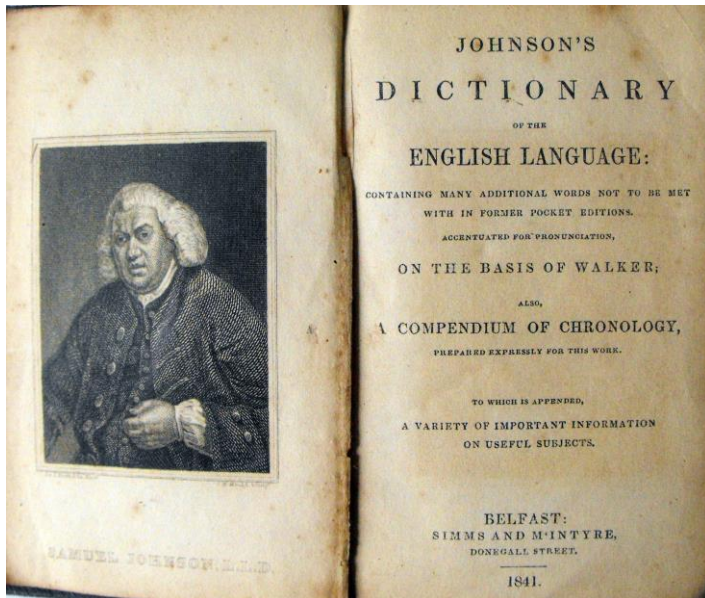 SAMUEL JOHNSON, L.L.D.
JOHNSON'S
DICTIONARY
OF THE
ENGLISH LANGUAGE:
CONTAINING MANY ADDITIONAL WORDS NOT TO BE MET
WITH IN FORMER POCKET EDITIONS.
ACCENTUATED FOR PRONUNCIATION,
ON THE BASIS OF WALKER;
ALSO,
A COMPENDIUM OF CHRONOLOGY,
PREPARED EXPRESSLY FOR THIS WORK.
TO WHICH IS APPENDED,
A VARIETY OF IMPORTANT INFORMATION
ON USEFUL SUBJECTS.
BELFAST:
SIMMS AND M'INTYRE,
DONEGALL STREET.
1841.